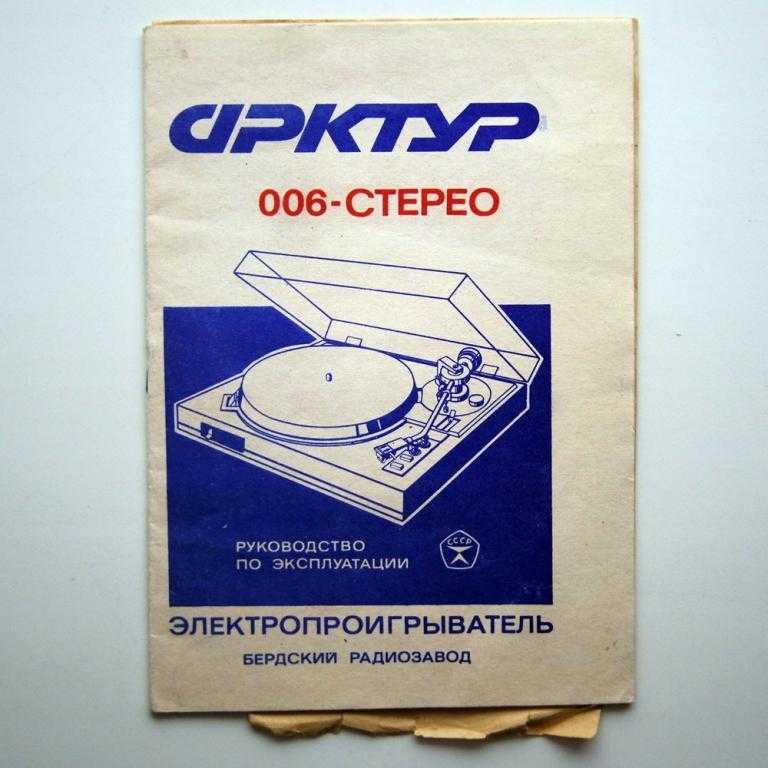 АРКТУР
006-СТЕРЕО
РУКОВОДСТВО
ПО ЭКСПЛУАТАЦИИ
СССР
ЭЛЕКТРОПРОИГРЫВАТЕЛЬ
БЕРДСКИЙ РАДИОЗАВОД